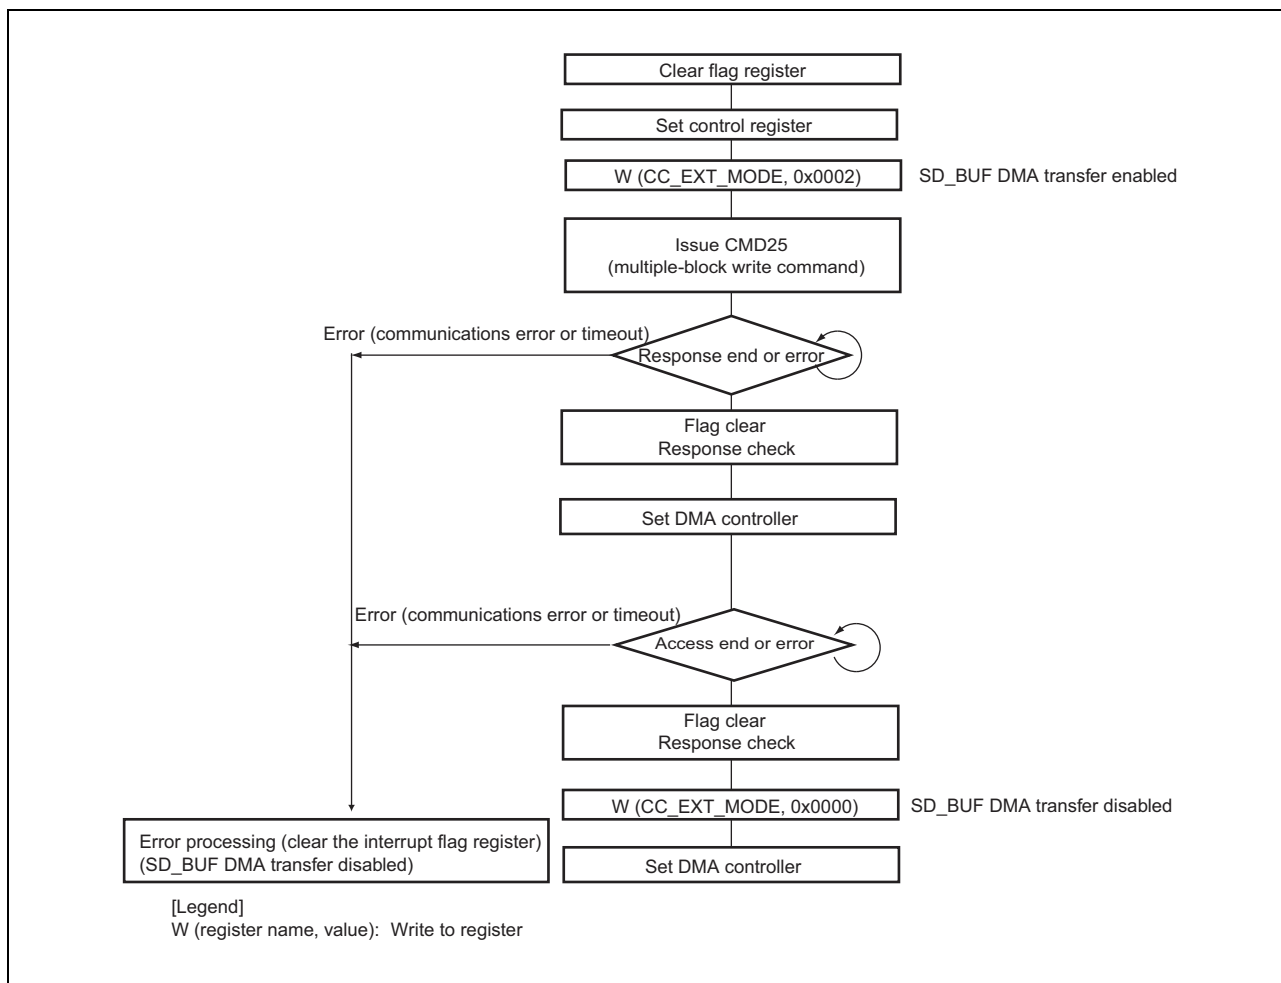 Clear flag register
Set control register
W (CC_EXT_MODE, 0x0002)
SD_BUF DMA transfer enabled
Issue CMD25
(multiple-block write command)
Error (communications error or timeout)
Response end or error
Flag clear
Response check
Set DMA controller
Error (communications error or timeout)
Access end or error
Flag clear
Response check
W (CC_EXT_MODE, 0x0000)
SD_BUF DMA transfer disabled
Error processing (clear the interrupt flag register)
(SD_BUF DMA transfer disabled)
Set DMA controller
[Legend]
W (register name, value): Write to register